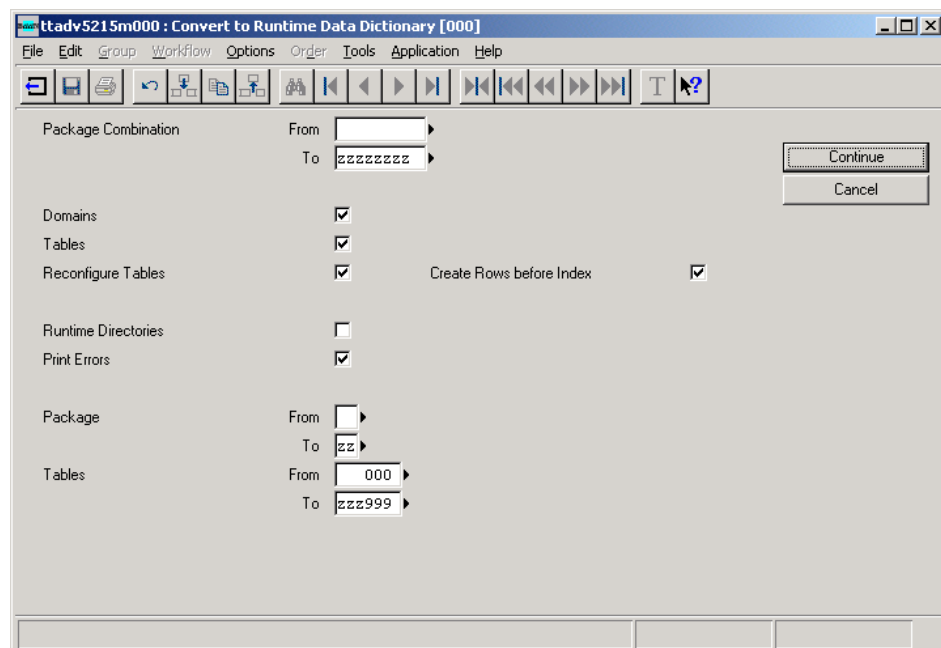 ttadv5215m000 : Convert to Runtime Data Dictionary [000]
File Edit Group Workflow Options Order Tools Application Help
T ?
Package Combination From
To zzzzzzzz
Continue
Cancel
Domains
Tables
Reconfigure Tables Create Rows before Index
Runtime Directories
Print Errors
Package From
To zz
Tables From 000
To zzz999